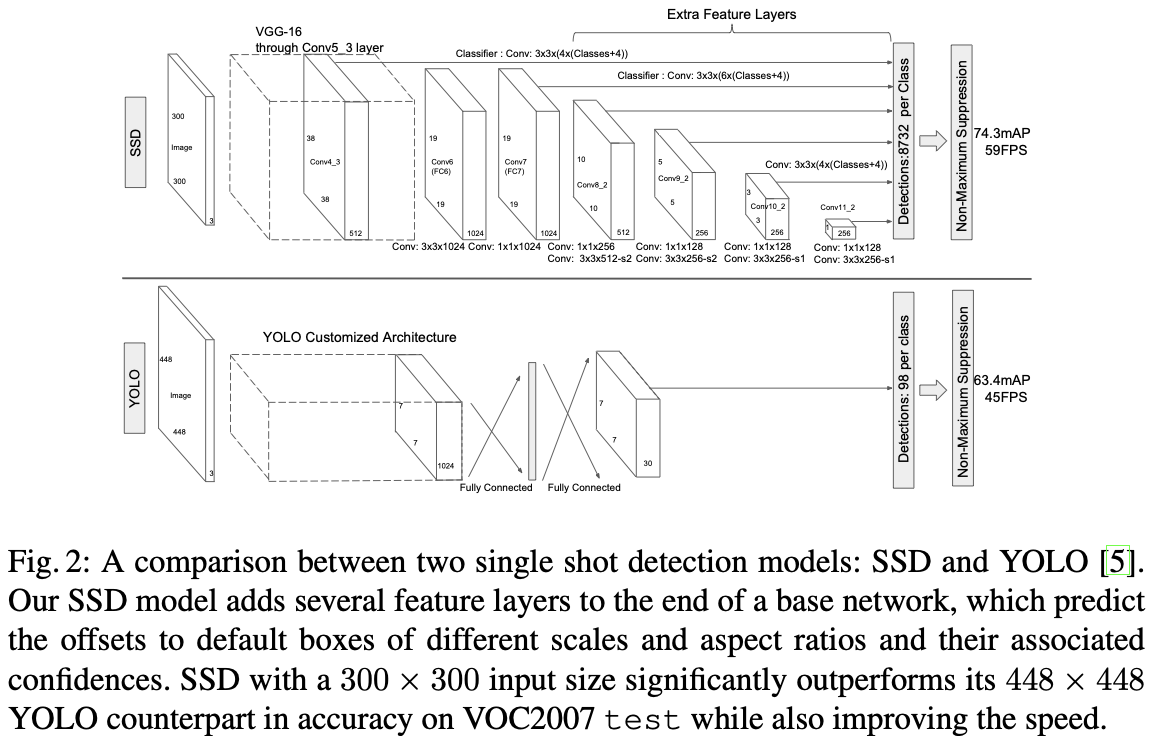 Extra Feature Layers
VGG-16
through Conv5_3 layer
Classifier : Conv: 3x3x(4x(Classes+4))
Classifier : Conv: 3x3x(6x(Classes+4))
Conv: 3x3x(4x(Classes+4))
SSD
300
Image
300
3
38
Conv4_3
38
512
19
Conv6
(FC6)
19
1024
19
Conv7
(FC7)
19
1024
10
Conv8_2
10
512
5
Conv9_2
5
256
3
Conv10_2
3
256
Conv11_2
1
256
Conv: 3x3x1024
Conv: 1x1x1024
Conv: 1x1x256
Conv: 3x3x512-s2
Conv: 1x1x128
Conv: 3x3x256-s2
Conv: 1x1x128
Conv: 3x3x256-s1
Conv: 1x1x128
Conv: 3x3x256-s1
Detections:8732 per Class
Non-Maximum Suppression
74.3mAP
59FPS
YOLO
448
Image
448
3
YOLO Customized Architecture
7
7
1024
Fully Connected
Fully Connected
7
7
30
Detections: 98 per class
Non-Maximum Suppression
63.4mAP
45FPS
Fig. 2: A comparison between two single shot detection models: SSD and YOLO [5].
Our SSD model adds several feature layers to the end of a base network, which predict
the offsets to default boxes of different scales and aspect ratios and their associated
confidences. SSD with a 300 × 300 input size significantly outperforms its 448 × 448
YOLO counterpart in accuracy on VOC2007 test while also improving the speed.